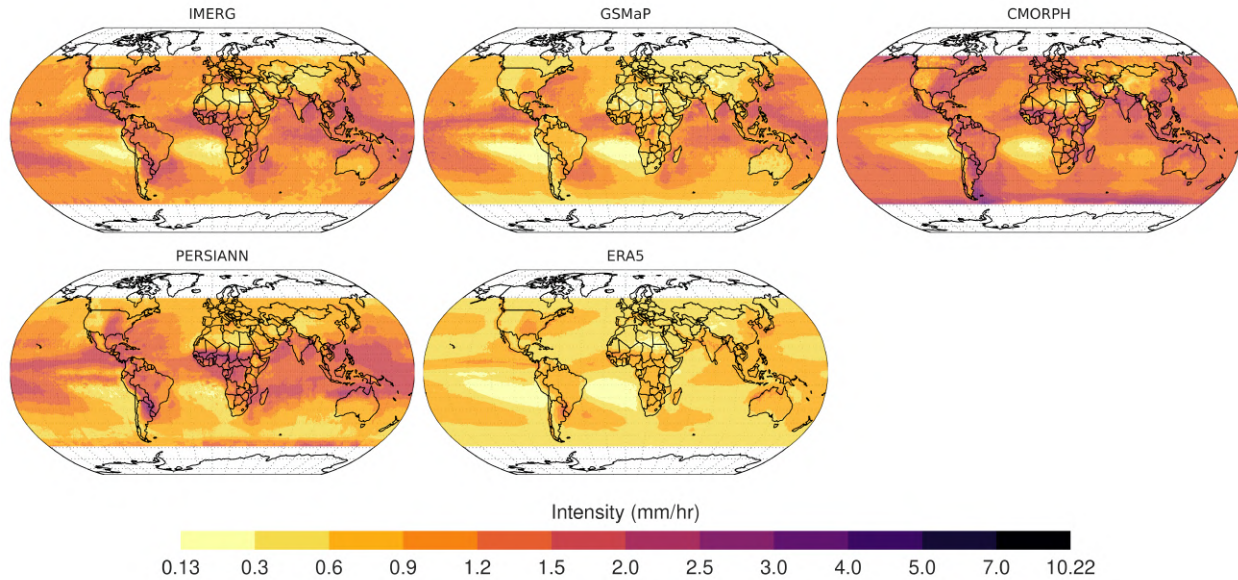 IMERG GSMaP CMORPH
PERSIANN ERA5
Intensity (mm/hr)
0.13 0.3 0.6 0.9 1.2 1.5 2.0 2.5 3.0 4.0 5.0 7.0 10.22